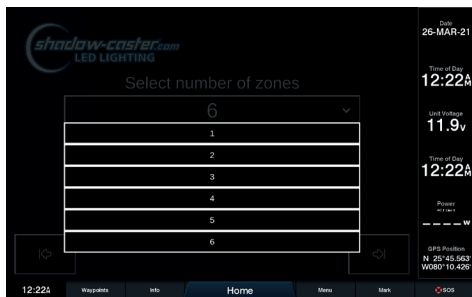 shadow-caster.com
LED LIGHTING
Select number of zones
6
1
2
3
4
5
6
Date
26-MAR-21
Time of Day
12:22AM
Unit Voltage
11.9v
Time of Day
12:22AM
Power
----w
GPS Position
N 25°45.563'
W080°10.426'
12:22AM
Waypoints
Info
Home
Menu
Mark
SOS